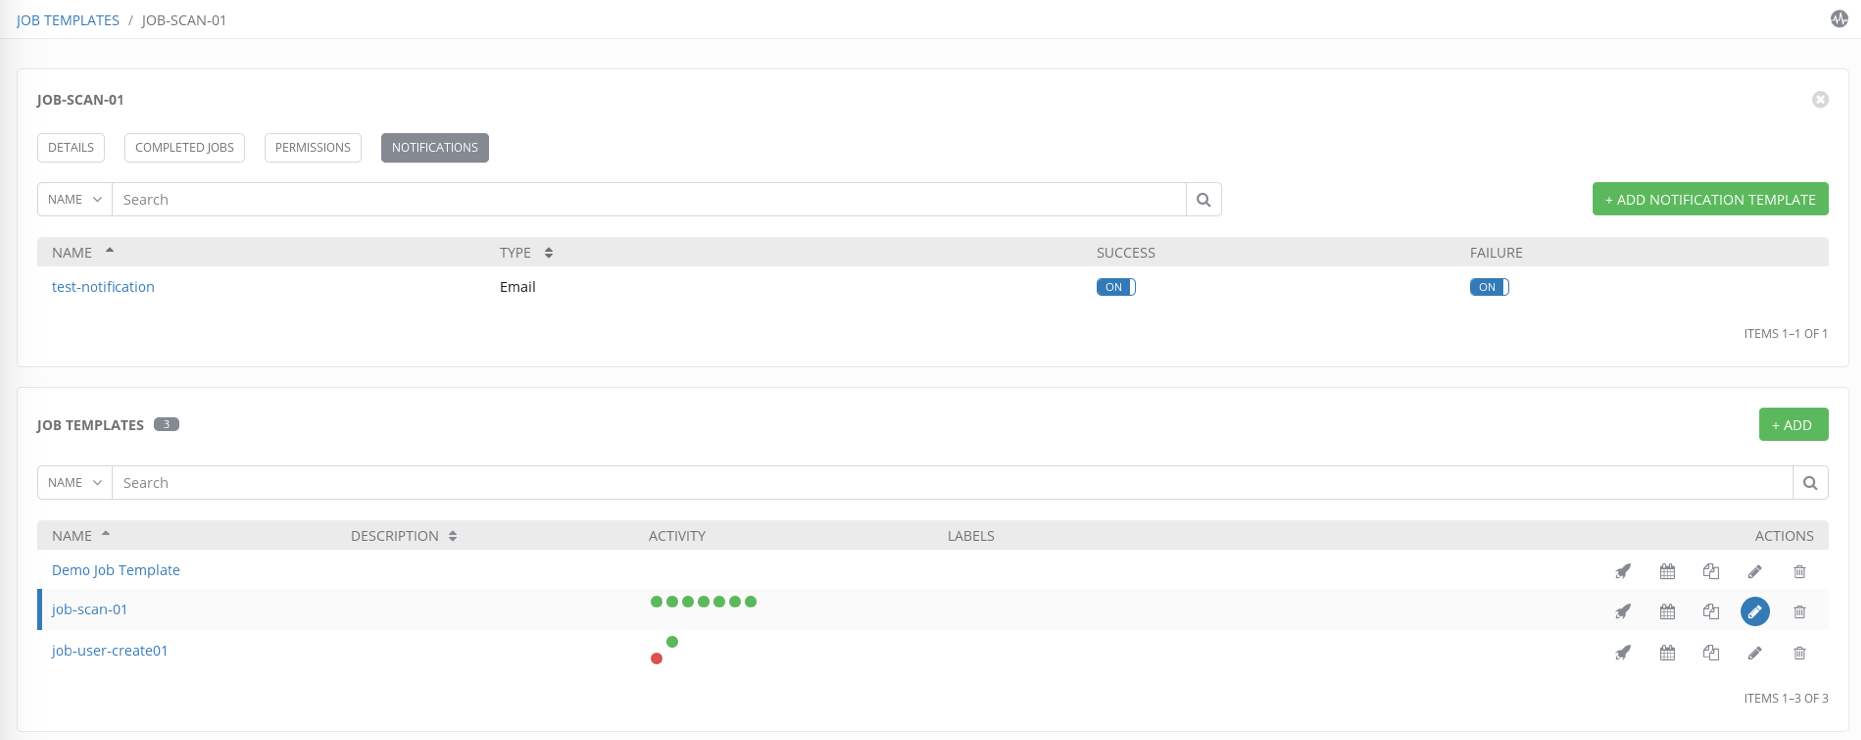 JOB TEMPLATES / JOB-SCAN-01
JOB-SCAN-01
DETAILS COMPLETED JOBS PERMISSIONS NOTIFICATIONS
NAME Search + ADD NOTIFICATION TEMPLATE
NAME TYPE SUCCESS FAILURE
test-notification Email ON ON
ITEMS 1–1 OF 1
JOB TEMPLATES 3 + ADD
NAME Search
NAME DESCRIPTION ACTIVITY LABELS ACTIONS
Demo Job Template
job-scan-01
job-user-create01
ITEMS 1–3 OF 3